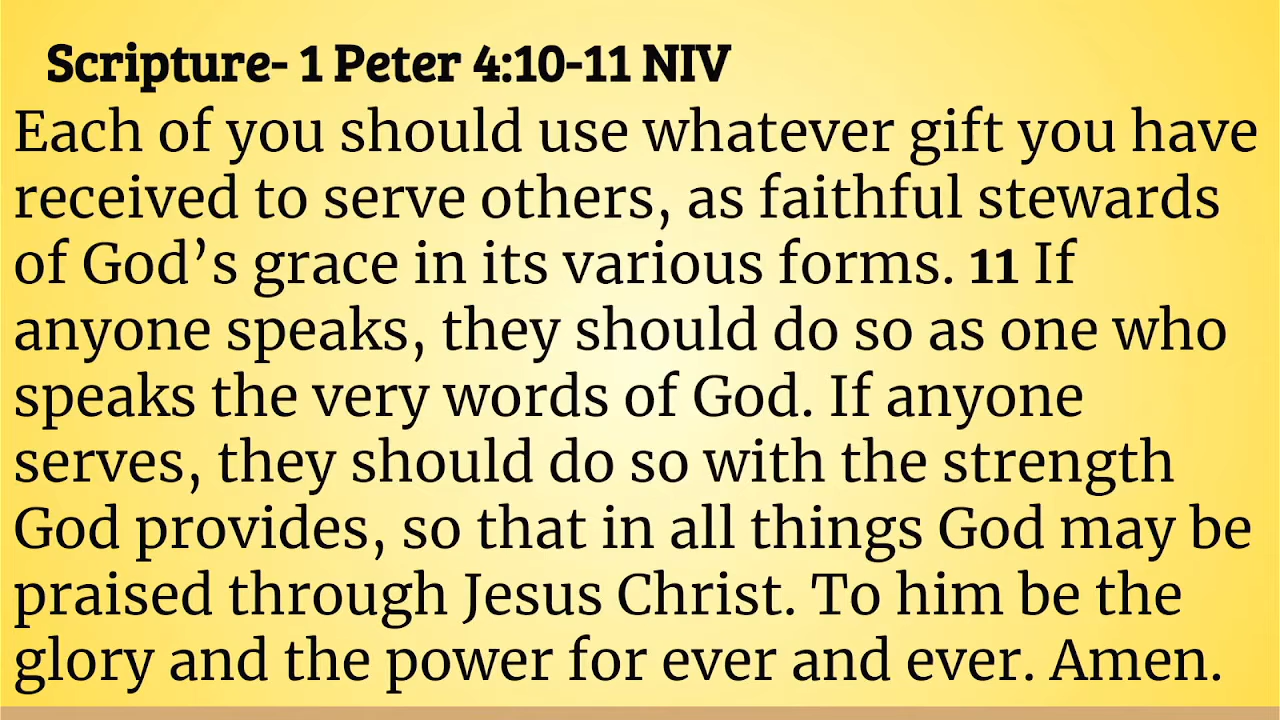 Scripture- 1 Peter 4:10-11 NIV
Each of you should use whatever gift you have
received to serve others, as faithful stewards
of God’s grace in its various forms. 11 If
anyone speaks, they should do so as one who
speaks the very words of God. If anyone
serves, they should do so with the strength
God provides, so that in all things God may be
praised through Jesus Christ. To him be the
glory and the power for ever and ever. Amen.